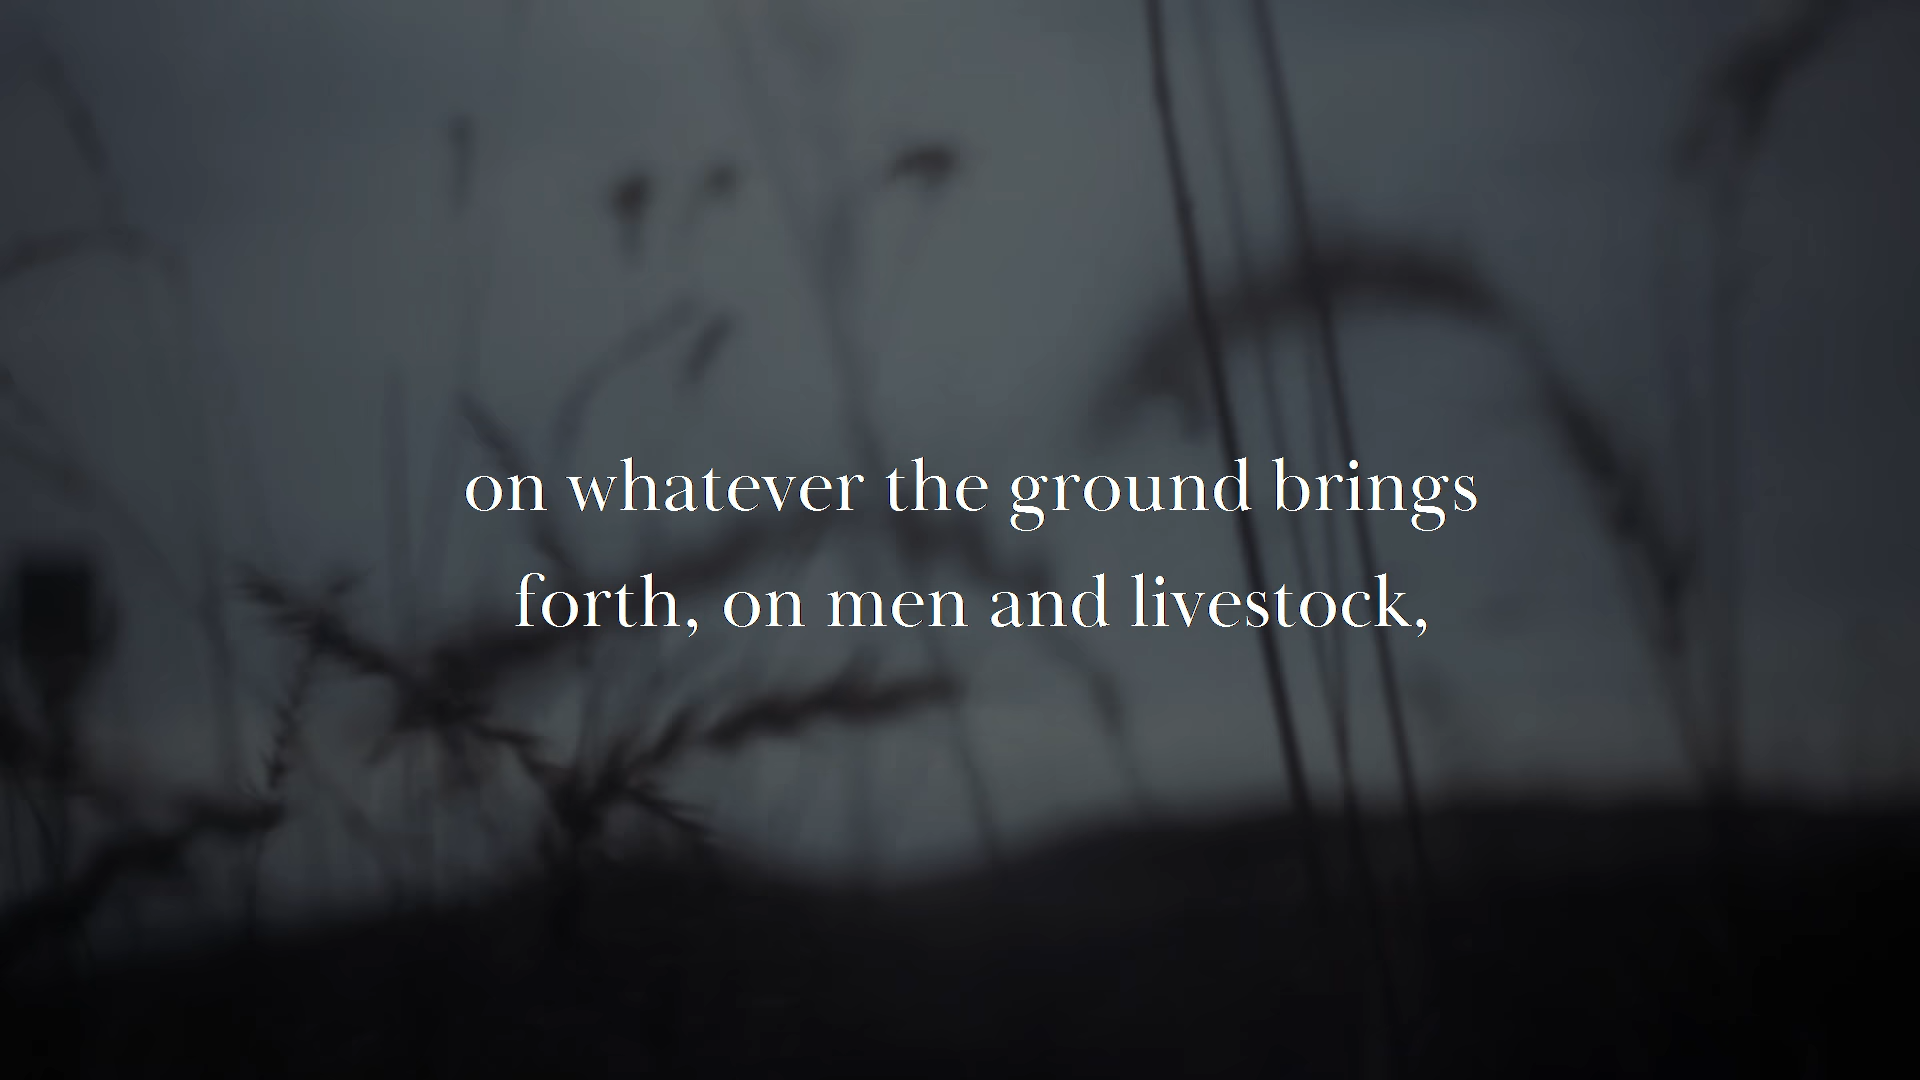 on whatever the ground brings
forth, on men and livestock,